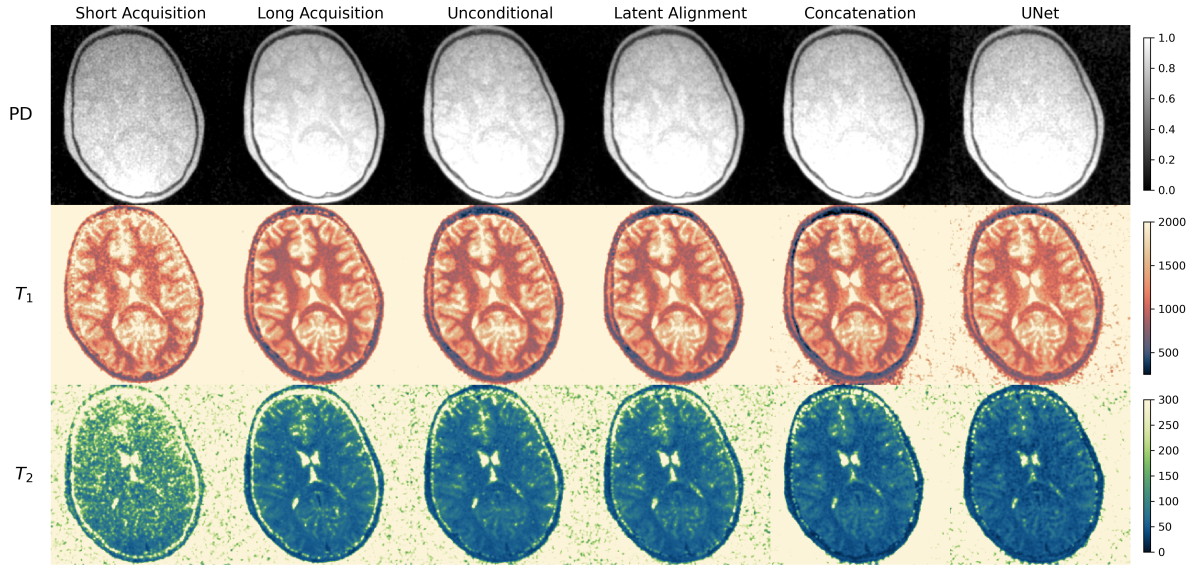 Short Acquisition
Long Acquisition
Unconditional
Latent Alignment
Concatenation
UNet
PD
1.0
0.8
0.6
0.4
0.2
0.0
T₁
2000
1500
1000
500
T₂
300
250
200
150
100
50
0